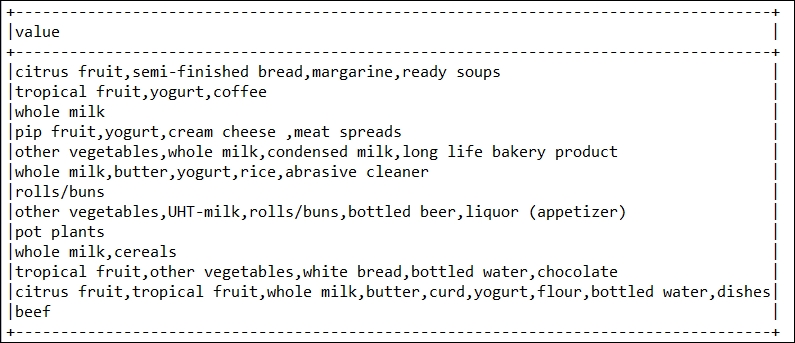 +--------------------------------------------------------------------------+
|value                                                                     |
+--------------------------------------------------------------------------+
|citrus fruit,semi-finished bread,margarine,ready soups                    |
|tropical fruit,yogurt,coffee                                              |
|whole milk                                                                |
|pip fruit,yogurt,cream cheese ,meat spreads                               |
|other vegetables,whole milk,condensed milk,long life bakery product       |
|whole milk,butter,yogurt,rice,abrasive cleaner                            |
|rolls/buns                                                                |
|other vegetables,UHT-milk,rolls/buns,bottled beer,liquor (appetizer)      |
|pot plants                                                                |
|whole milk,cereals                                                        |
|tropical fruit,other vegetables,white bread,bottled water,chocolate       |
|citrus fruit,tropical fruit,whole milk,butter,curd,yogurt,flour,bottled water,dishes|
|beef                                                                      |
+--------------------------------------------------------------------------+